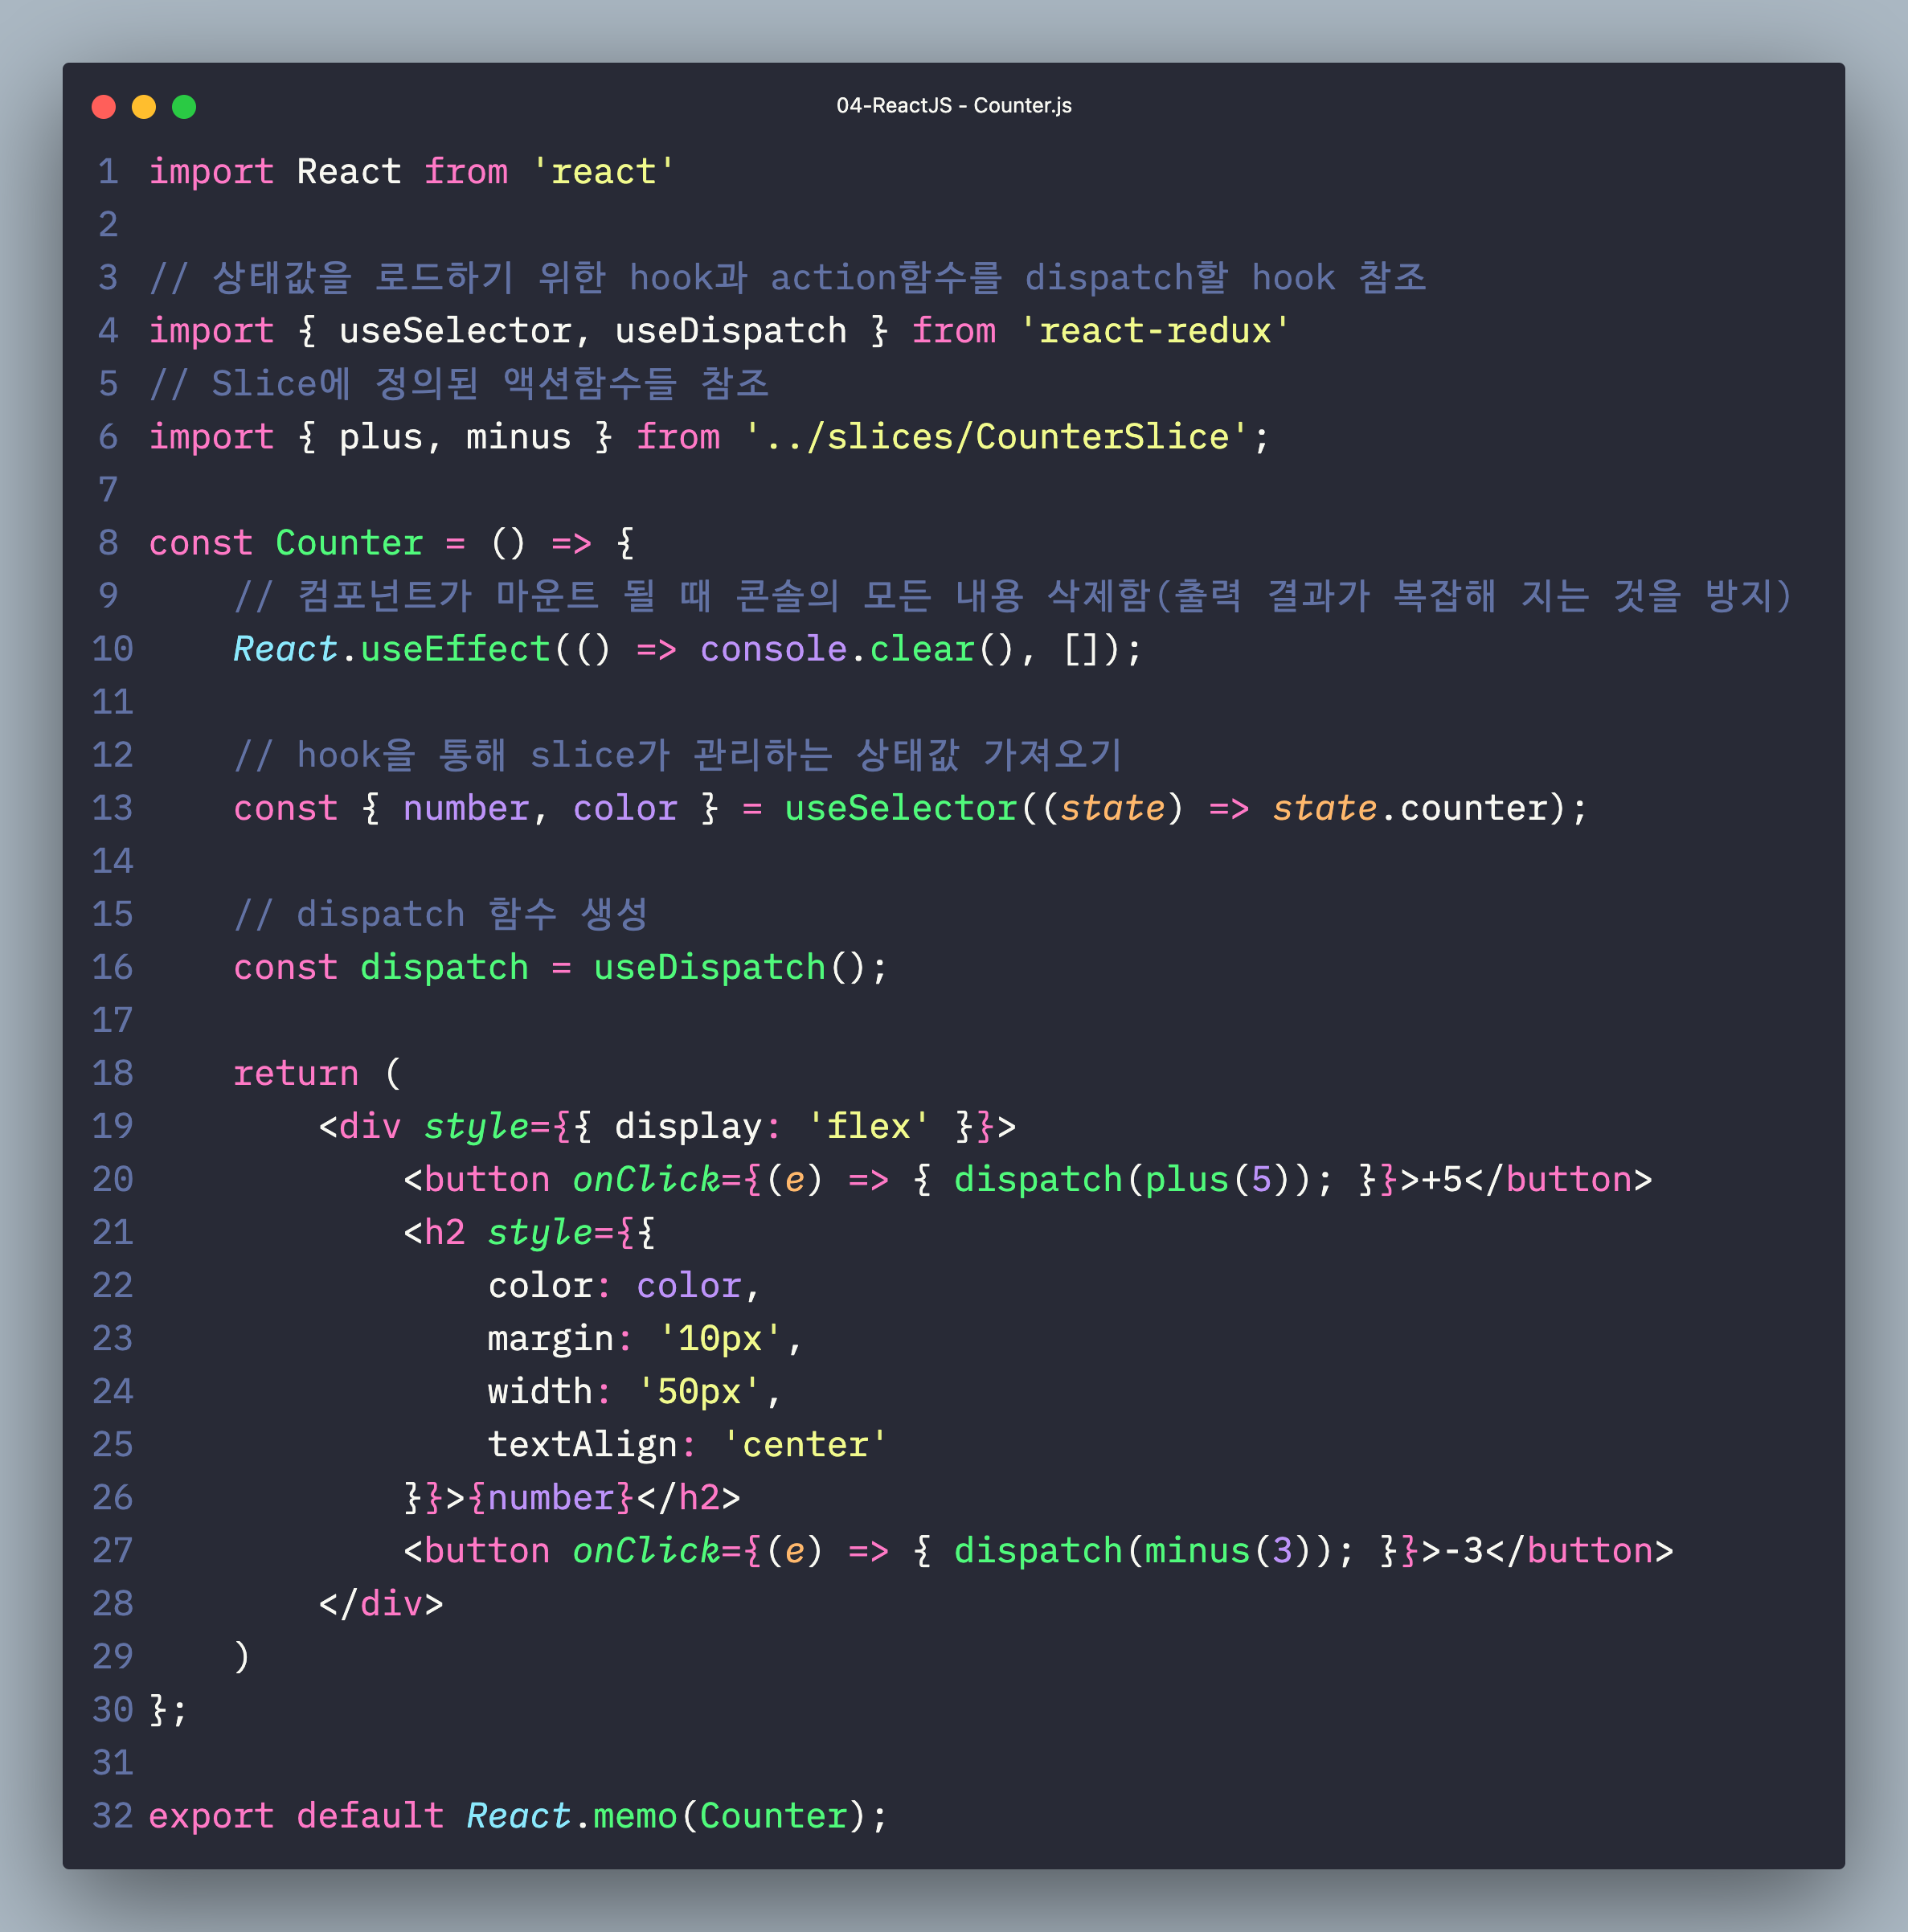 04-ReactJS - Counter.js
1 import React from 'react'
2
3 // 상태값을 로드하기 위한 hook과 action함수를 dispatch할 hook 참조
4 import { useSelector, useDispatch } from 'react-redux'
5 // Slice에 정의된 액션함수들 참조
6 import { plus, minus } from '../slices/CounterSlice';
7
8 const Counter = () => {
9     // 컴포넌트가 마운트 될 때 콘솔의 모든 내용 삭제함(출력 결과가 복잡해 지는 것을 방지)
10     React.useEffect(() => console.clear(), []);
11
12     // hook을 통해 slice가 관리하는 상태값 가져오기
13     const { number, color } = useSelector((state) => state.counter);
14
15     // dispatch 함수 생성
16     const dispatch = useDispatch();
17
18     return (
19         <div style={{ display: 'flex' }}>
20             <button onClick={(e) => { dispatch(plus(5)); }}>+5</button>
21             <h2 style={{
22                 color: color,
23                 margin: '10px',
24                 width: '50px',
25                 textAlign: 'center'
26             }}>{number}</h2>
27             <button onClick={(e) => { dispatch(minus(3)); }}>-3</button>
28         </div>
29     )
30 };
31
32 export default React.memo(Counter);